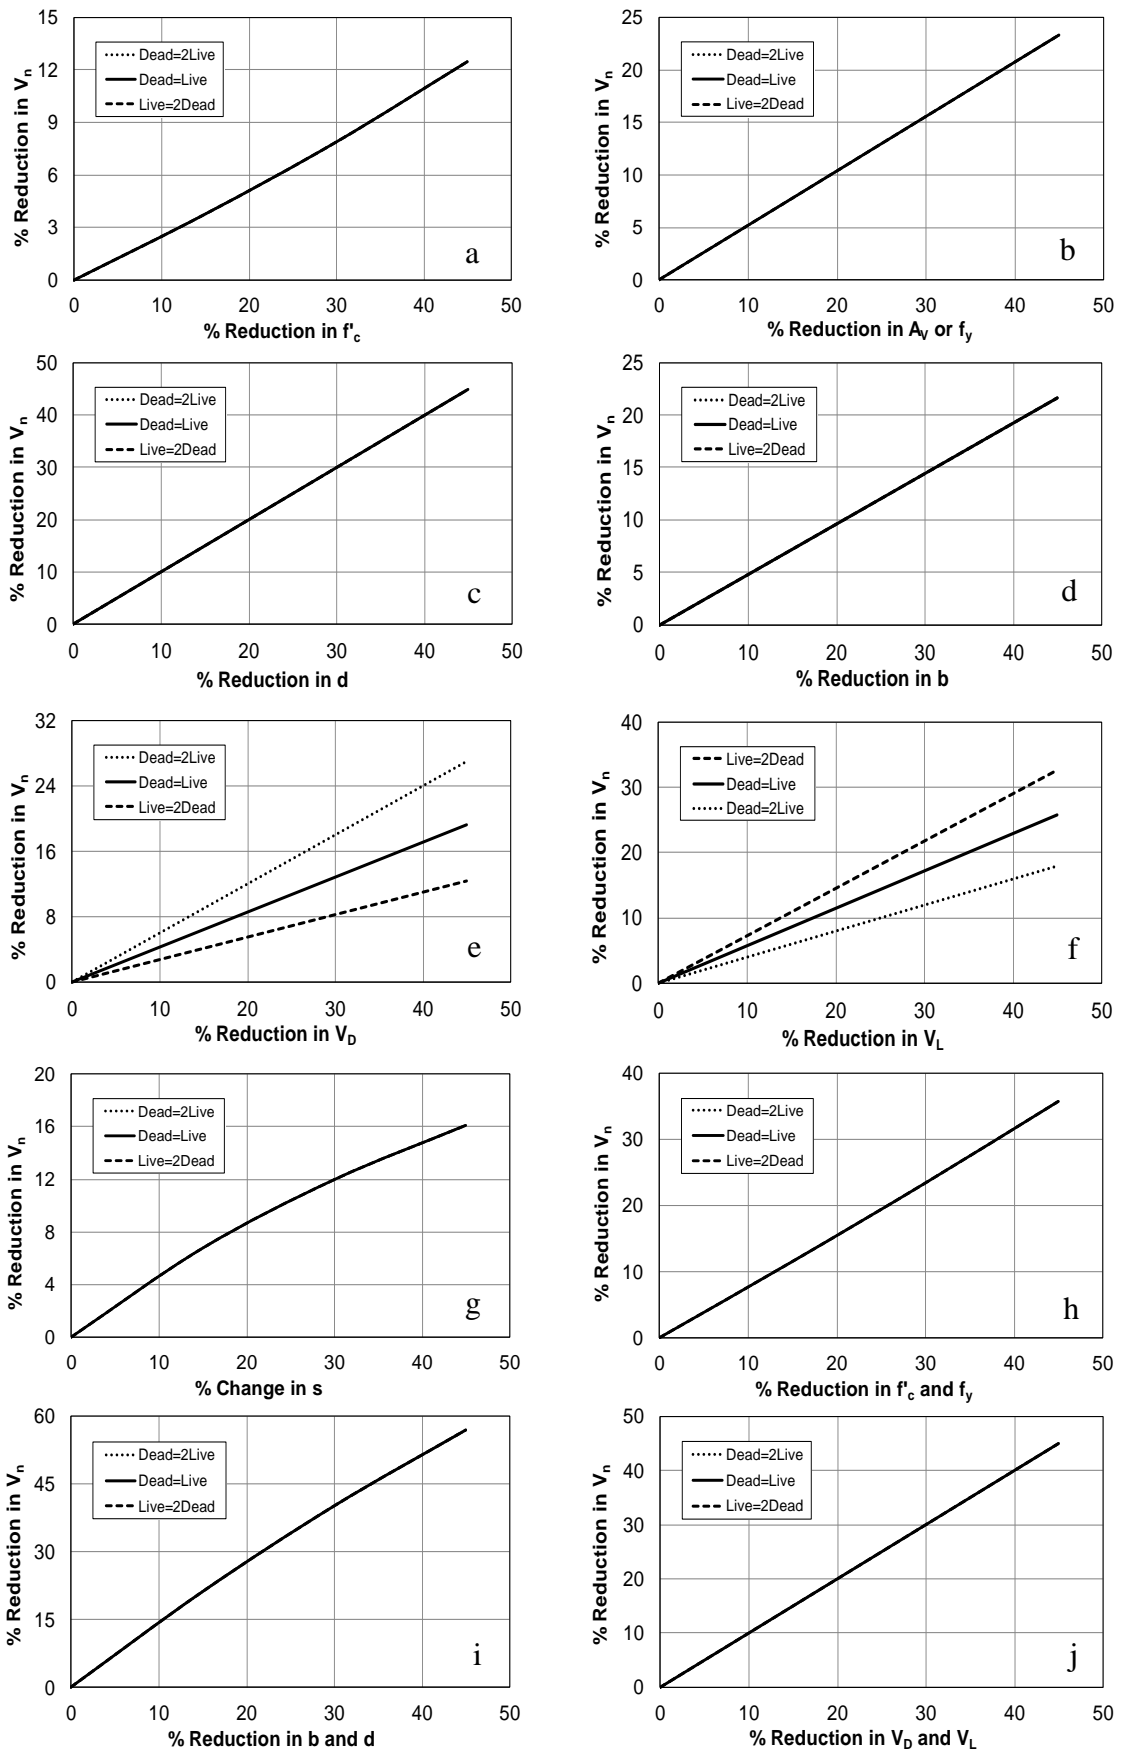 % Reduction in Vn
15
12
9
6
3
0
Dead=2Live
Dead=Live
Live=2Dead
a
0 10 20 30 40 50
% Reduction in f'c
% Reduction in Vn
25
20
15
10
5
0
Dead=2Live
Dead=Live
Live=2Dead
b
0 10 20 30 40 50
% Reduction in AV or fy
% Reduction in Vn
50
40
30
20
10
0
Dead=2Live
Dead=Live
Live=2Dead
c
0 10 20 30 40 50
% Reduction in d
% Reduction in Vn
25
20
15
10
5
0
Dead=2Live
Dead=Live
Live=2Dead
d
0 10 20 30 40 50
% Reduction in b
% Reduction in Vn
32
24
16
8
0
Dead=2Live
Dead=Live
Live=2Dead
e
0 10 20 30 40 50
% Reduction in VD
% Reduction in Vn
40
30
20
10
0
Live=2Dead
Dead=Live
Dead=2Live
f
0 10 20 30 40 50
% Reduction in VL
% Reduction in Vn
20
16
12
8
4
0
Dead=2Live
Dead=Live
Live=2Dead
g
0 10 20 30 40 50
% Change in s
% Reduction in Vn
40
30
20
10
0
Dead=2Live
Dead=Live
Live=2Dead
h
0 10 20 30 40 50
% Reduction in f'c and fy
% Reduction in Vn
60
45
30
15
0
Dead=2Live
Dead=Live
Live=2Dead
i
0 10 20 30 40 50
% Reduction in b and d
% Reduction in Vn
50
40
30
20
10
0
Dead=2Live
Dead=Live
Live=2Dead
j
0 10 20 30 40 50
% Reduction in VD and VL